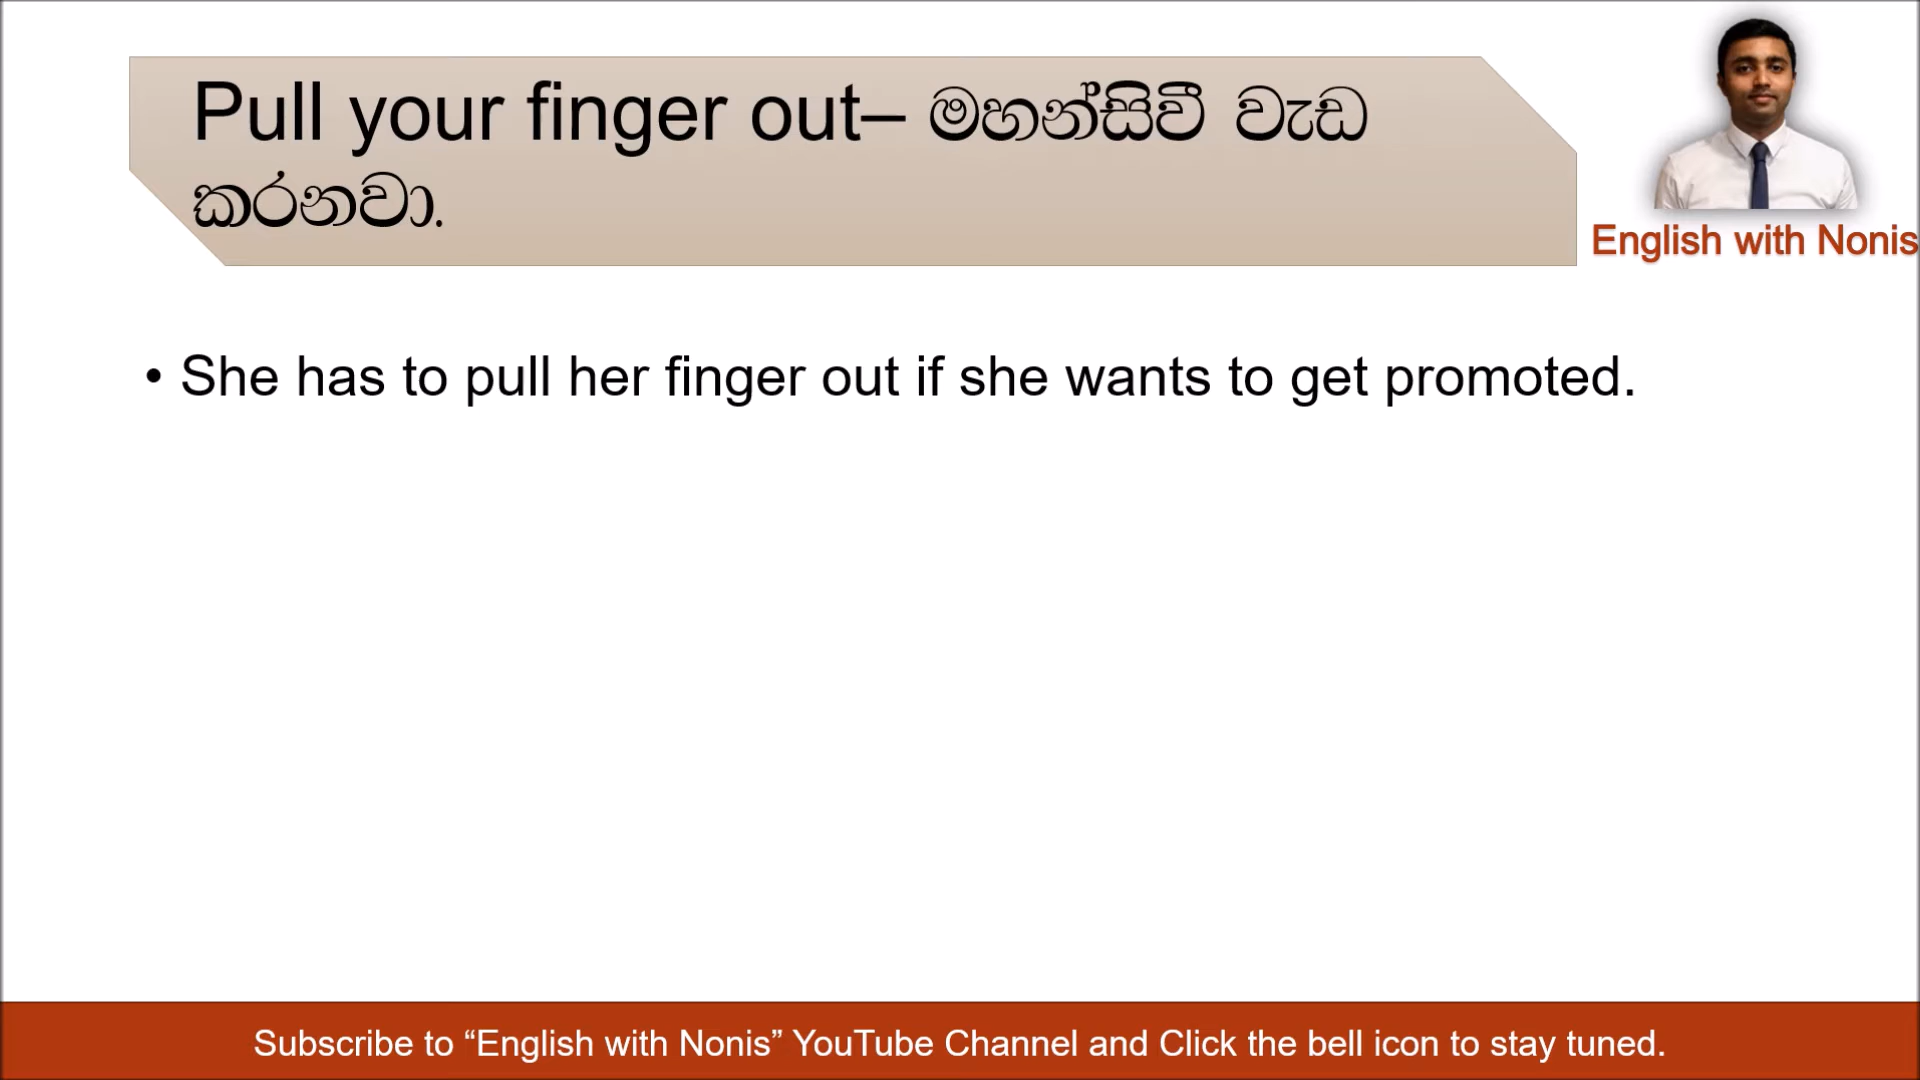 Pull your finger out– මහන්සිවී වැඩ
කරනවා.
English with Nonis
• She has to pull her finger out if she wants to get promoted.
Subscribe to “English with Nonis” YouTube Channel and Click the bell icon to stay tuned.